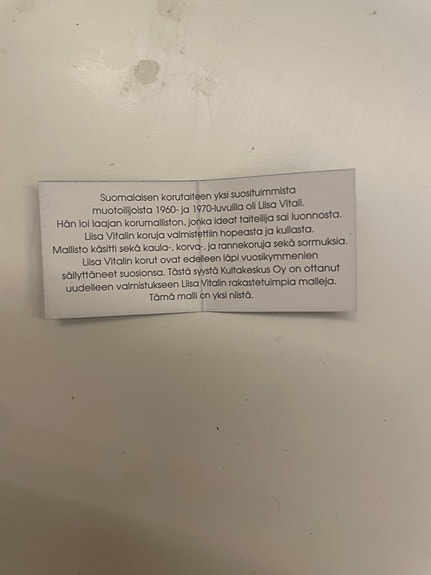 Suomalaisen korutaiteen yksi suosituimmista
muotoilijoista 1960- ja 1970-luvuilla oli Liisa Vitali.
Hän loi laajan korumalliston, jonka ideat taiteilija sai luonnosta.
Liisa Vitalin koruja valmistettiin hopeasta ja kullasta.
Mallisto käsitti sekä kaula-, korva-, ja rannekoruja sekä sormuksia.
Liisa Vitalin korut ovat edelleen läpi vuosikymmenien
säilyttäneet suosionsa. Tästä syystä Kultakeskus Oy on ottanut
uudelleen valmistukseen Liisa Vitalin rakastetuimpia malleja.
Tämä malli on yksi niistä.